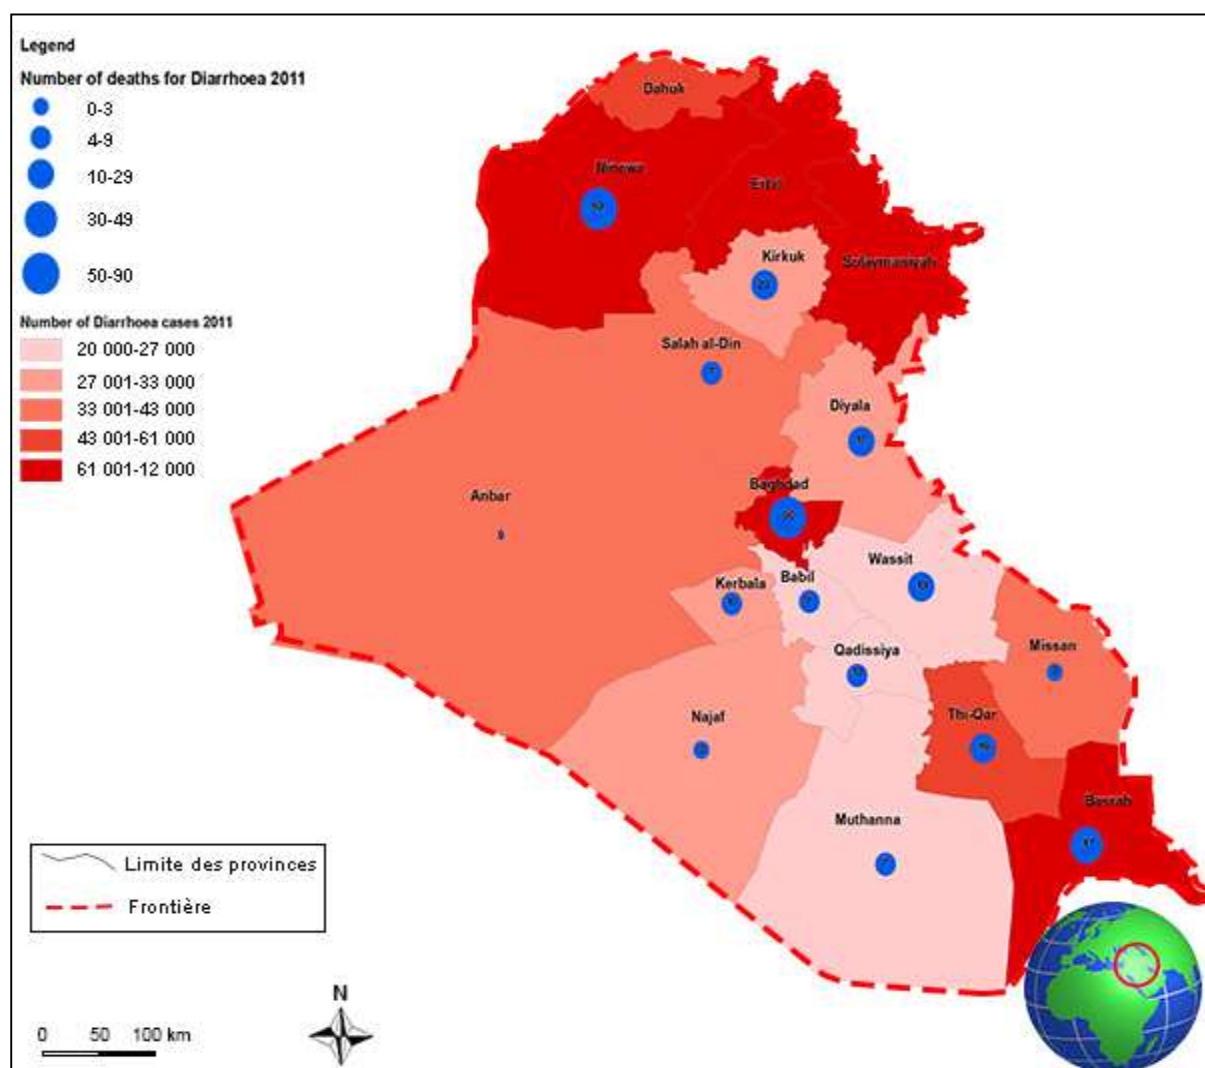 Legend
Number of deaths for Diarrhoea 2011
0-3
4-9
10-29
30-49
50-90
Number of Diarrhoea cases 2011
20 000-27 000
27 001-33 000
33 001-43 000
43 001-61 000
61 001-12 000
Dahuk
Ninewa
Erbil
Kirkuk
Sulaymaniyah
Salah al-Din
Diyala
Baghdad
Anbar
Wassit
Babil
Kerbala
Qadissiya
Missan
Najaf
Thi-Qar
Basrah
Muthanna
Limite des provinces
Frontière
N
0 50 100 km